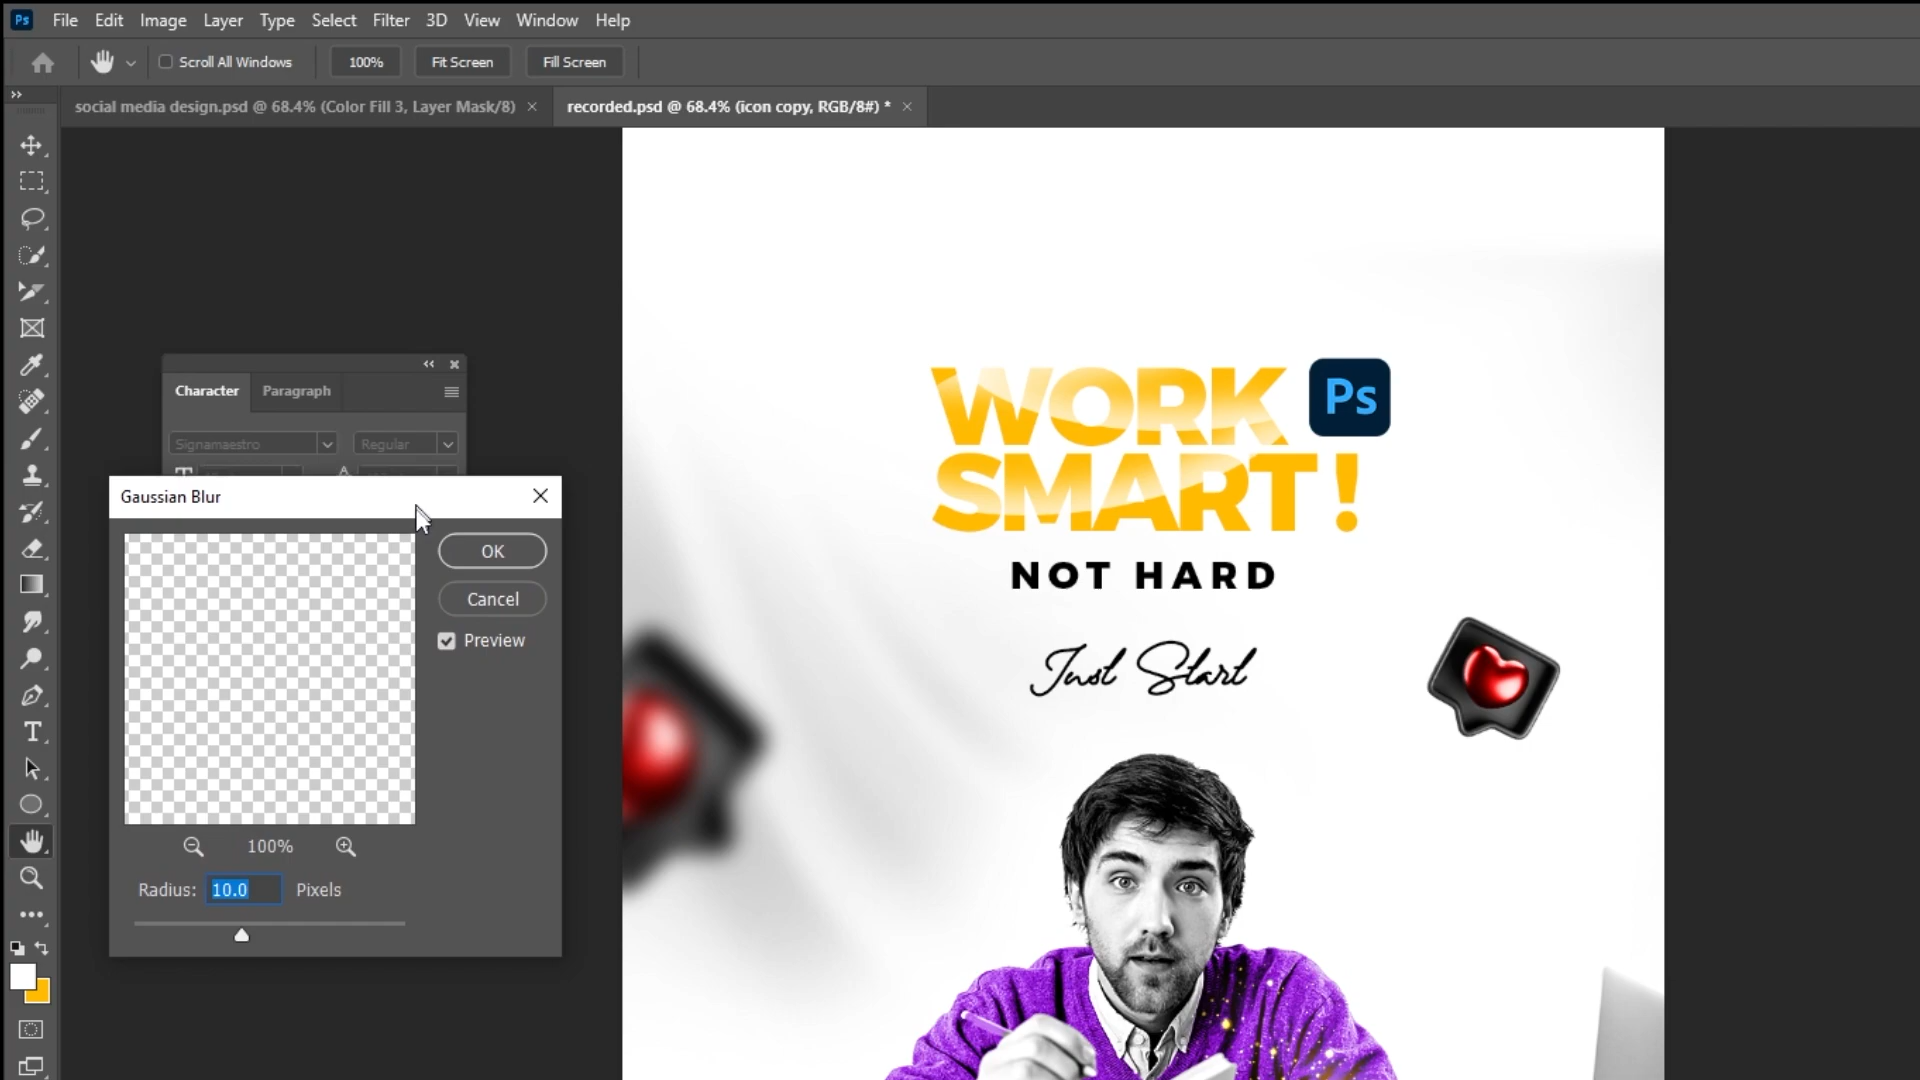 Ps File Edit Image Layer Type Select Filter 3D View Window Help
Scroll All Windows 100% Fit Screen Fill Screen
social media design.psd @ 68.4% (Color Fill 3, Layer Mask/8) × recorded.psd @ 68.4% (icon copy, RGB/8#) * ×
Character Paragraph
Signamaestro Regular
Gaussian Blur
OK
Cancel
Preview
100%
Radius: 10.0 Pixels
WORK Ps
SMART!
NOT HARD
Just Start